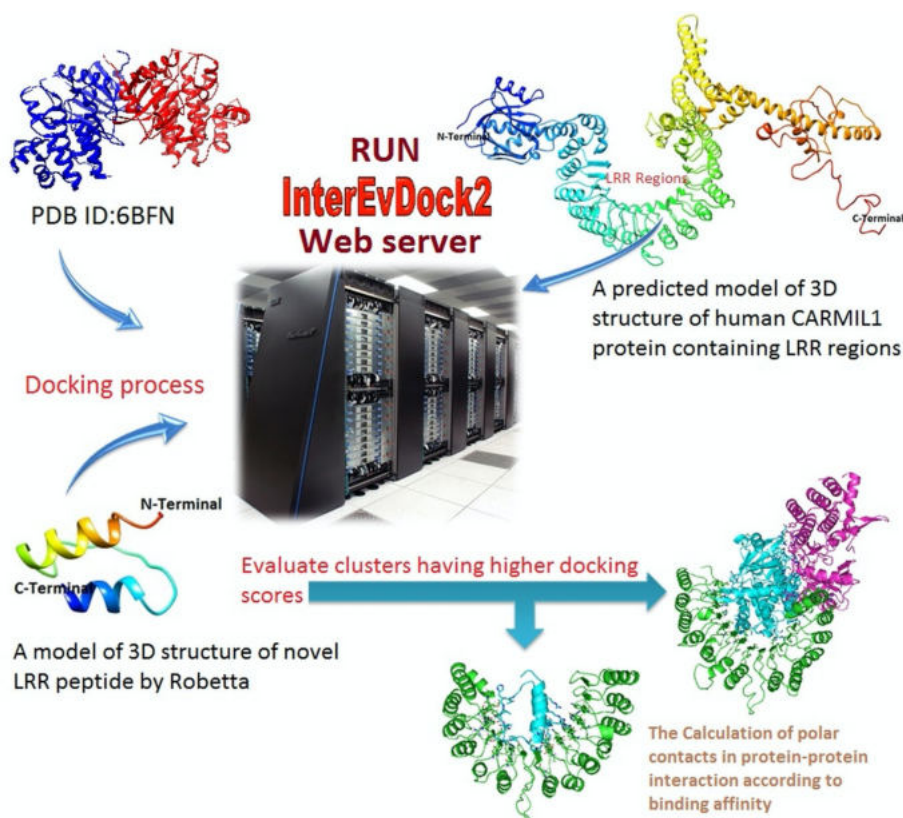 PDB ID:6BFN
RUN
InterEvDock2
Web server
N-Terminal
LRR Regions
C-Terminal
A predicted model of 3D
structure of human CARMIL1
protein containing LRR regions
Docking process
N-Terminal
C-Terminal
A model of 3D structure of novel
LRR peptide by Robetta
Evaluate clusters having higher docking
scores
The Calculation of polar
contacts in protein-protein
interaction according to
binding affinity